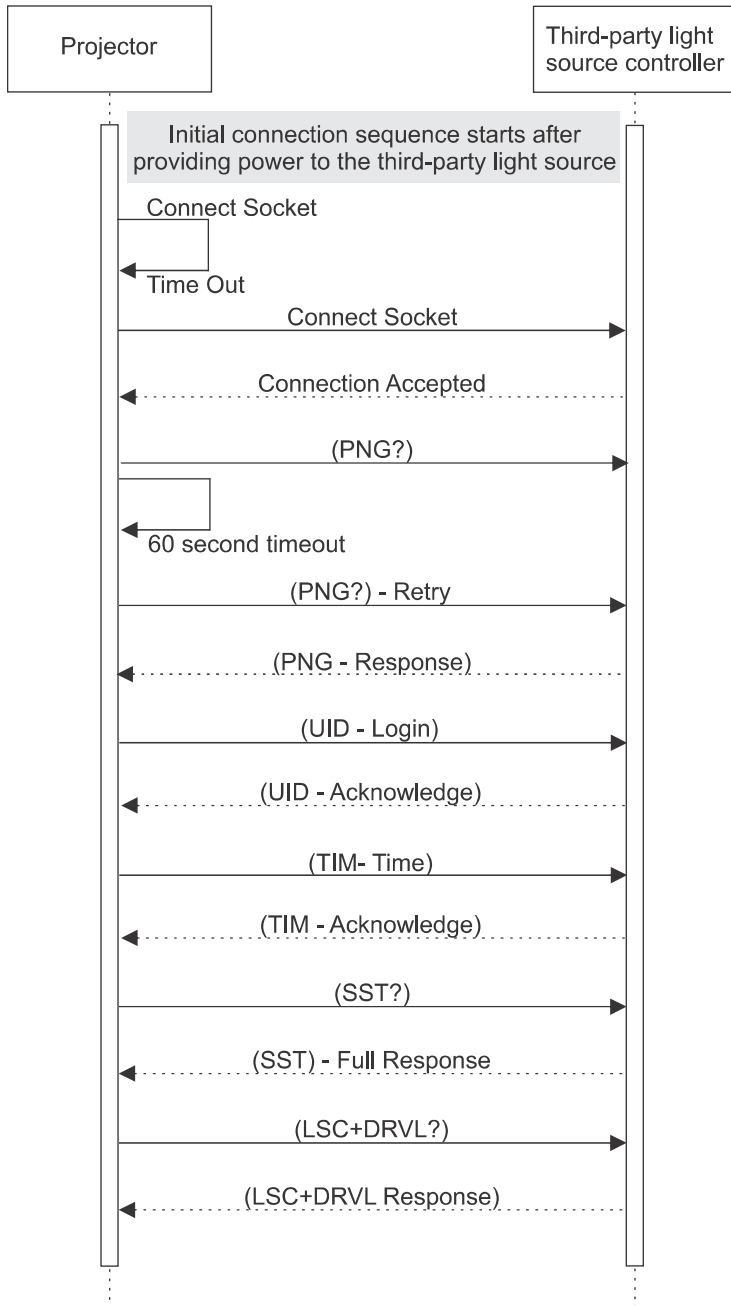 Projector
Third-party light
source controller
Initial connection sequence starts after
providing power to the third-party light source
Connect Socket
Time Out
Connect Socket
Connection Accepted
(PNG?)
60 second timeout
(PNG?) - Retry
(PNG - Response)
(UID - Login)
(UID - Acknowledge)
(TIM- Time)
(TIM - Acknowledge)
(SST?)
(SST) - Full Response
(LSC+DRVL?)
(LSC+DRVL Response)